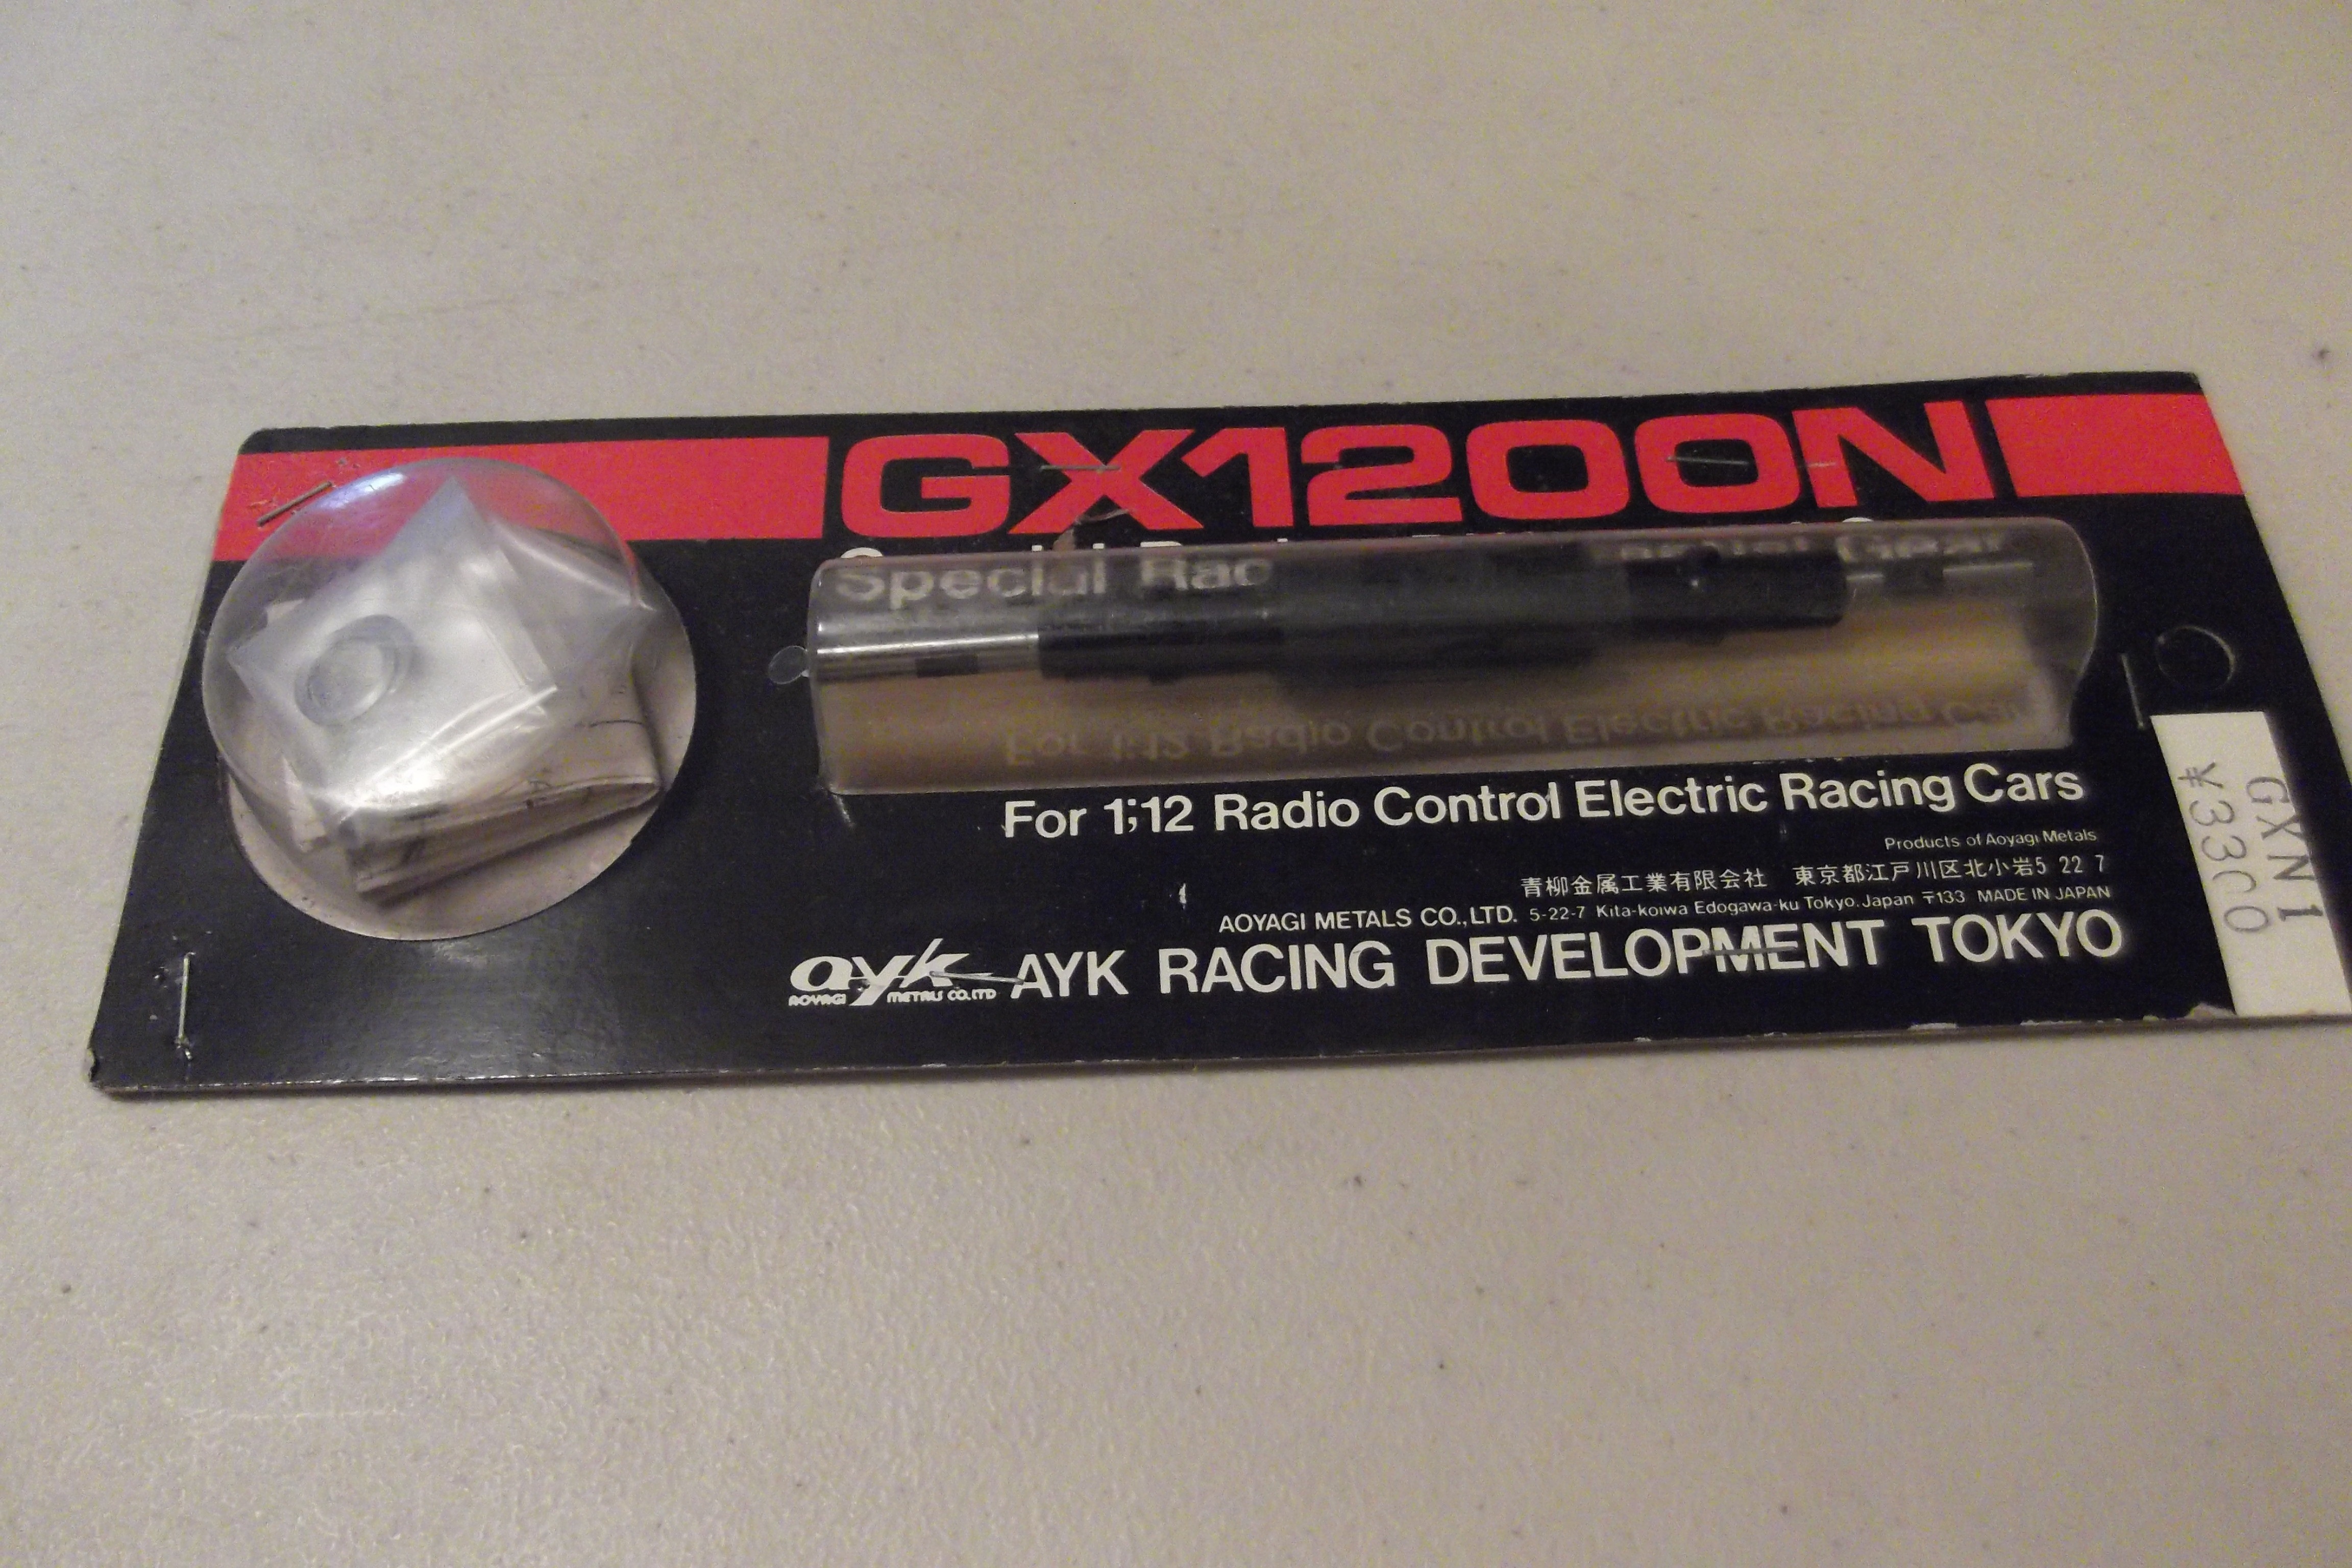 GX1200N
Special Rac Gear
For 1;12 Radio Control Electric Racing Cars
Products of Aoyagi Metals
青柳金属工業有限会社 東京都江戸川区北小岩5 22 7
AOYAGI METALS CO.,LTD. 5-22-7 Kita-koiwa Edogawa-ku Tokyo.Japan 〒133 MADE IN JAPAN
ayk AOYAGI METALS CO.LTD AYK RACING DEVELOPMENT TOKYO
GXN1
¥3300